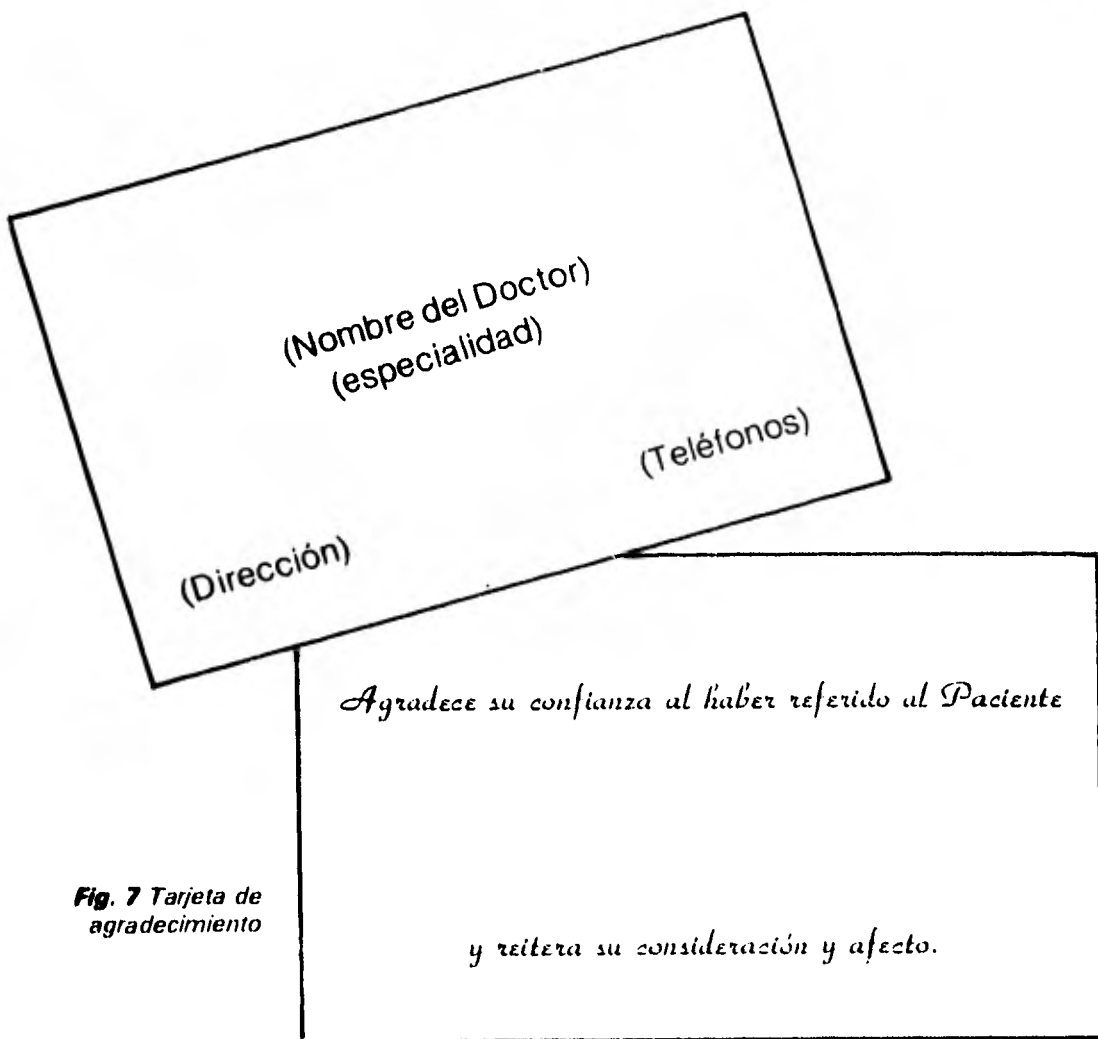 (Nombre del Doctor)
(especialidad)
(Teléfonos)
(Dirección)
Agradece su confianza al haber referido al Paciente
y reitera su consideración y afecto.
Fig. 7 Tarjeta de
agradecimiento